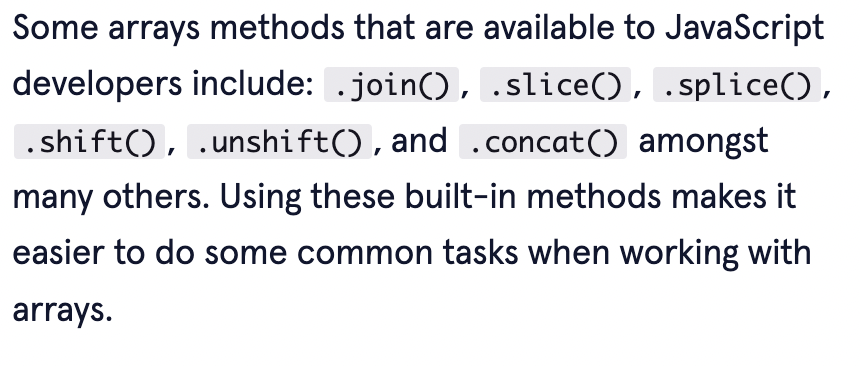 Some arrays methods that are available to JavaScript
developers include: .join(), .slice(), .splice(),
.shift(), .unshift(), and .concat() amongst
many others. Using these built-in methods makes it
easier to do some common tasks when working with
arrays.